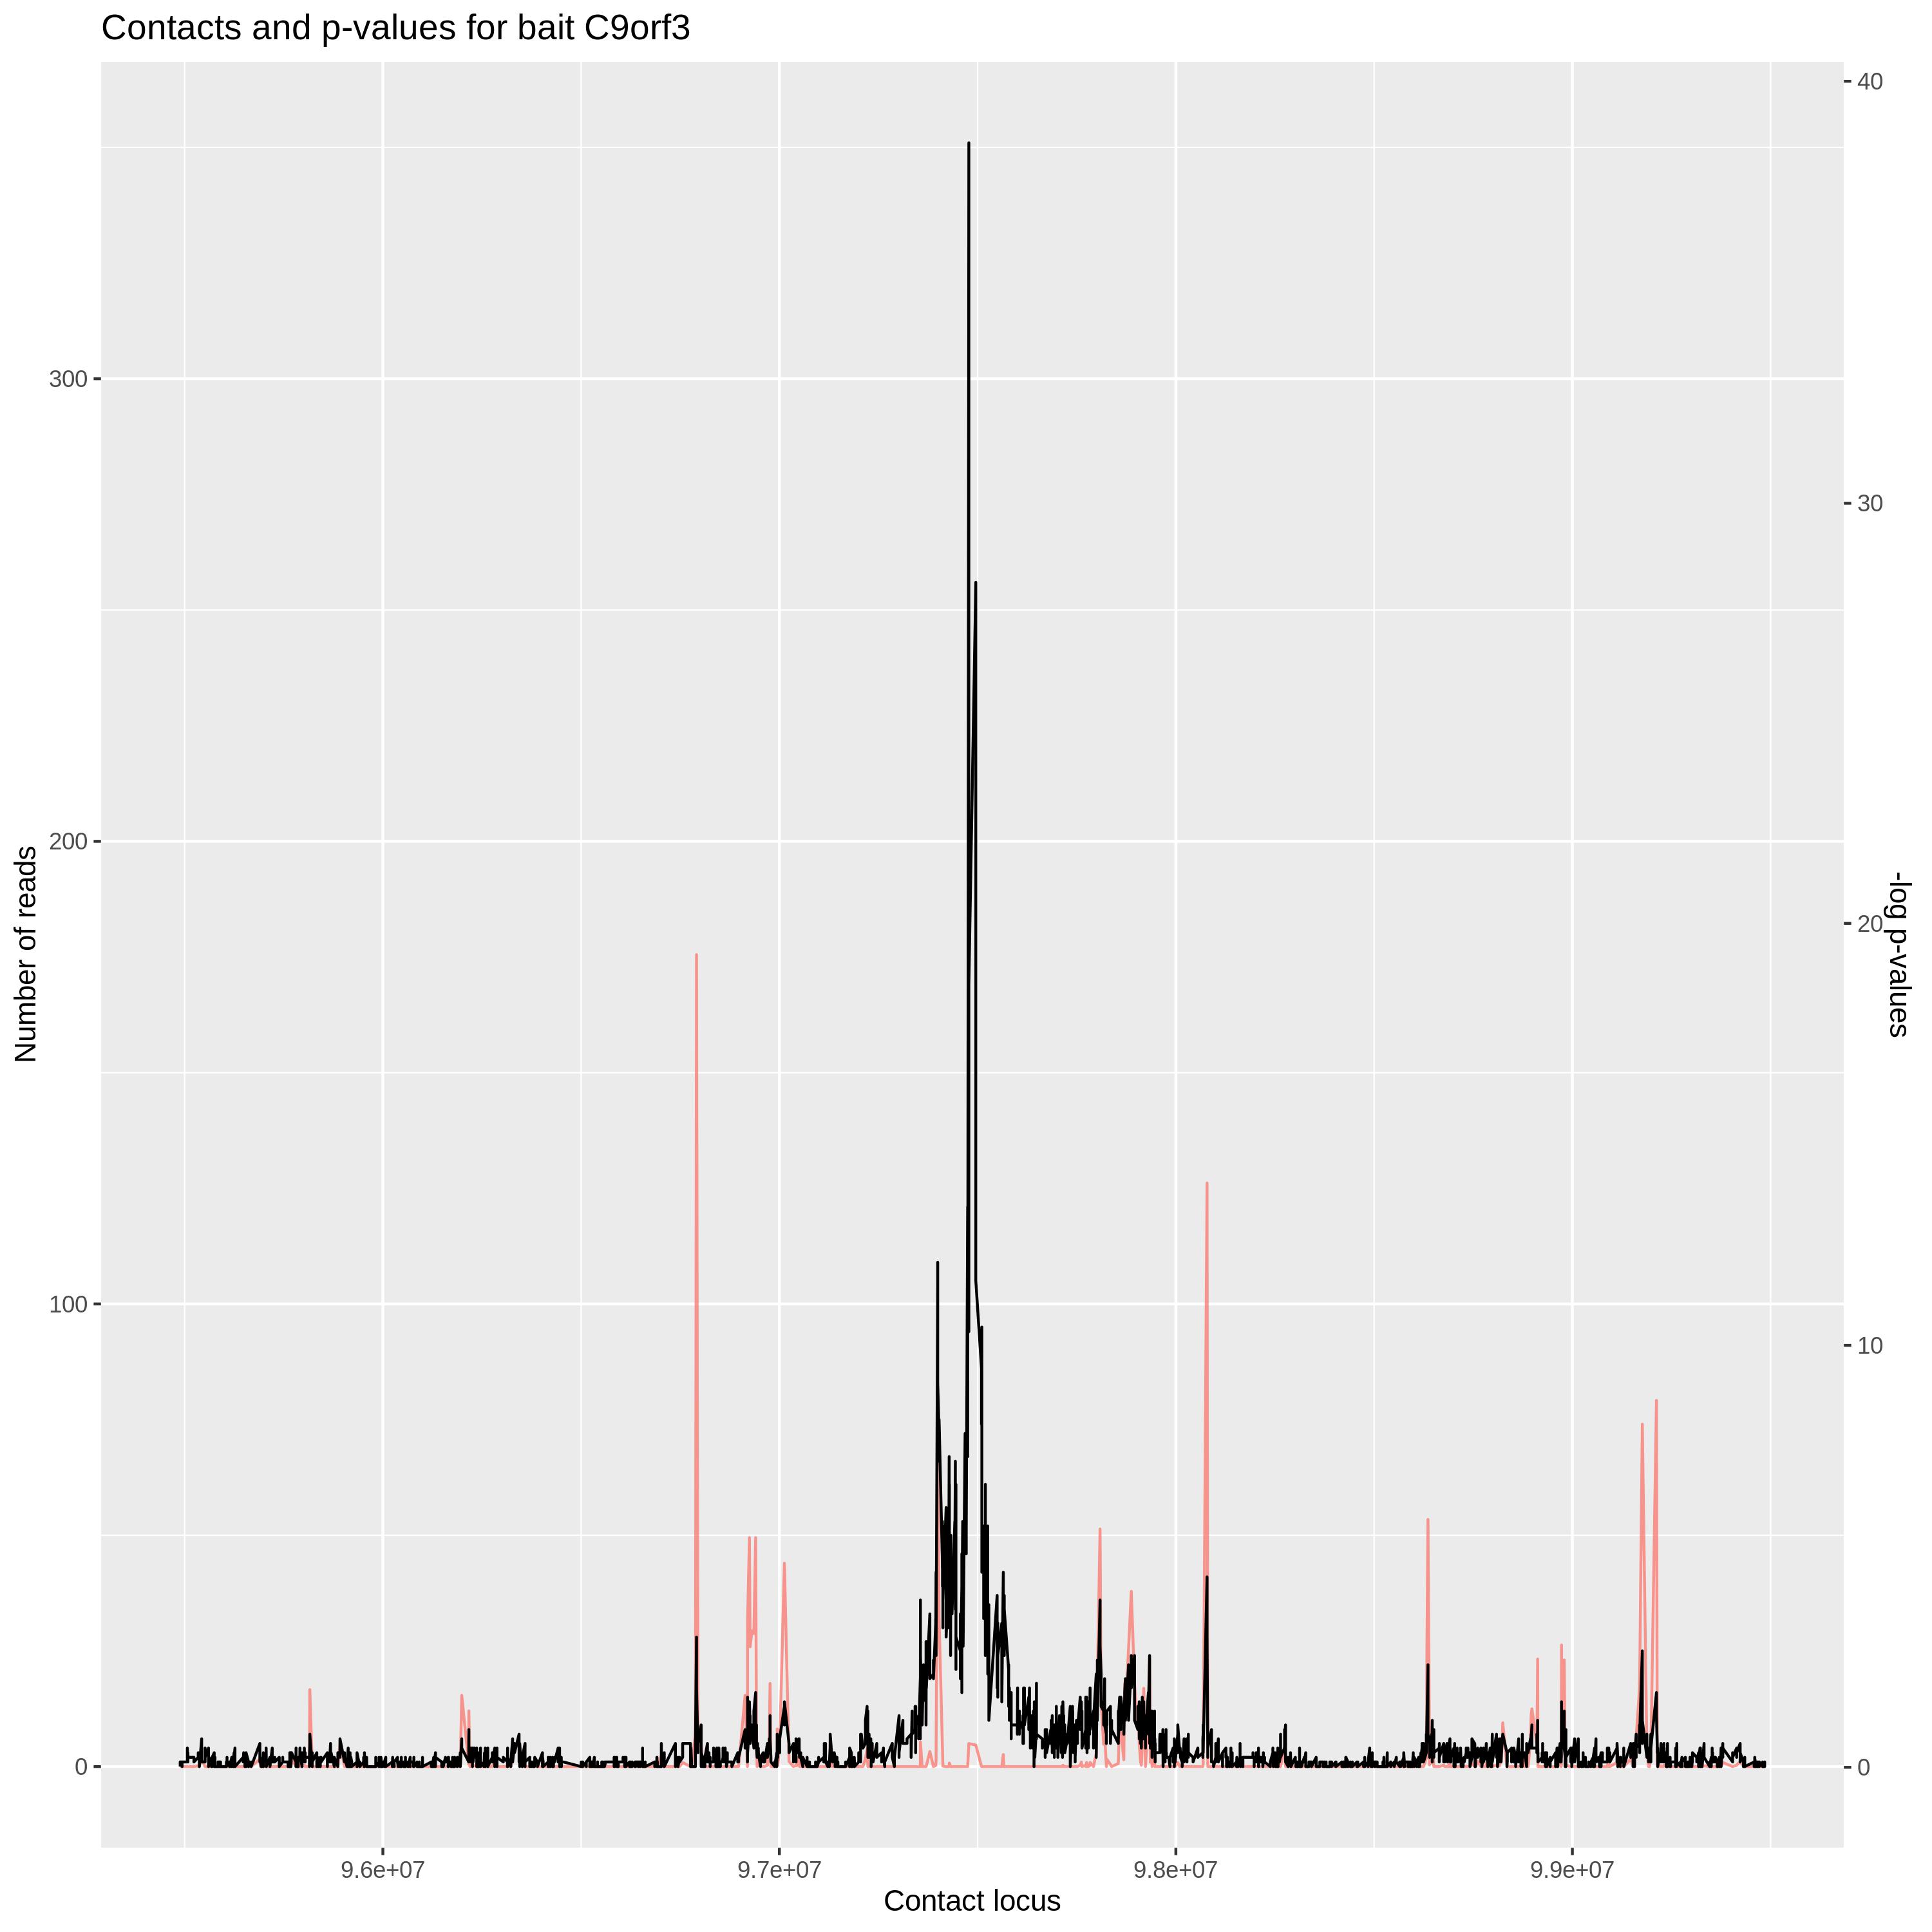 Contacts and p-values for bait C9orf3
Number of reads
300
200
100
0
40
30
20
10
0
-log p-values
9.6e+07 9.7e+07 9.8e+07 9.9e+07
Contact locus